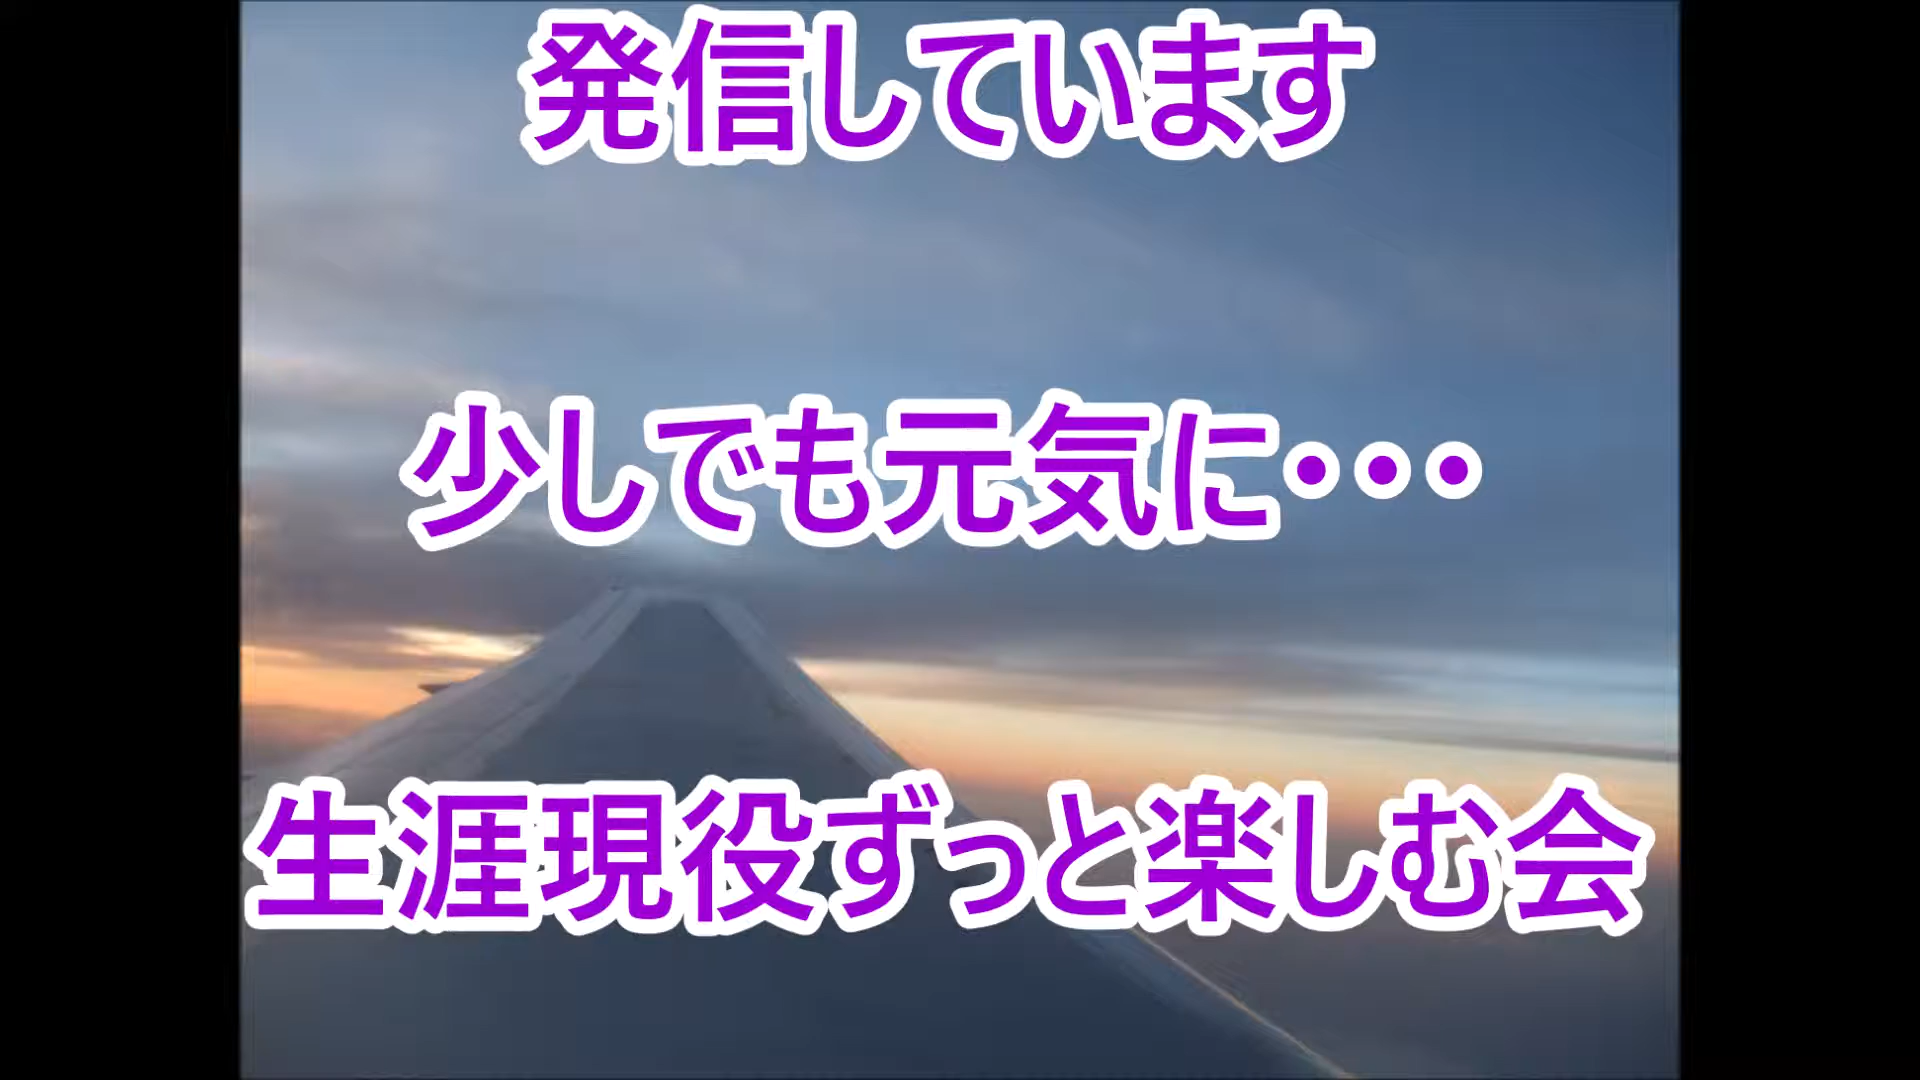 発信しています
少しでも元気に・・・
生涯現役ずっと楽しむ会